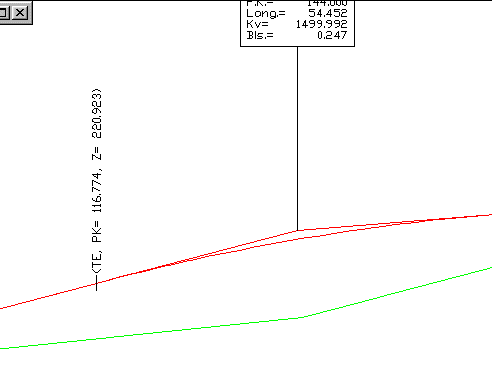 P.K.= 144.000
Long.= 54.452
Kv= 1499.992
Bis.= 0.247
(TE, PK= 116.774, Z= 220.923)